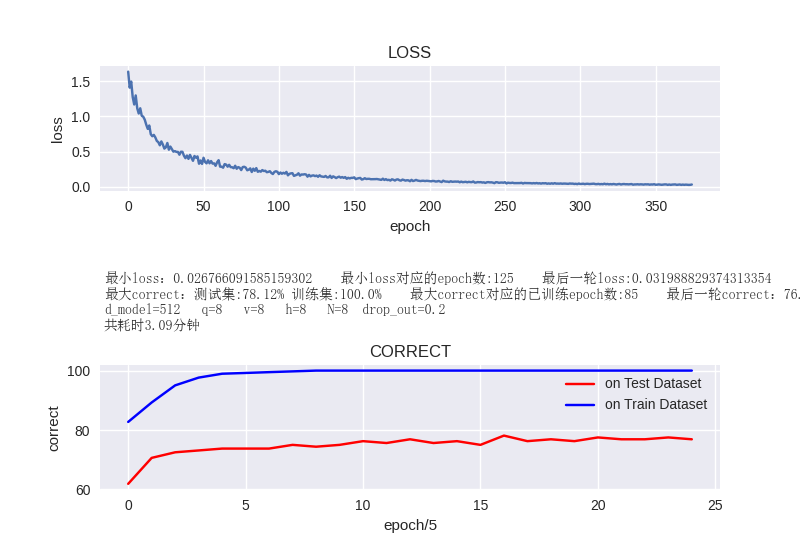 LOSS
1.5
1.0
0.5
0.0
loss
0 50 100 150 200 250 300 350
epoch
最小loss: 0.026766091585159302 最小loss对应的epoch数:125 最后一轮loss:0.031988829374313354
最大correct: 测试集:78.12% 训练集:100.0% 最大correct对应的已训练epoch数:85 最后一轮correct: 76.
d_model=512 q=8 v=8 h=8 N=8 drop_out=0.2
共耗时3.09分钟
CORRECT
100
80
60
correct
on Test Dataset
on Train Dataset
0 5 10 15 20 25
epoch/5